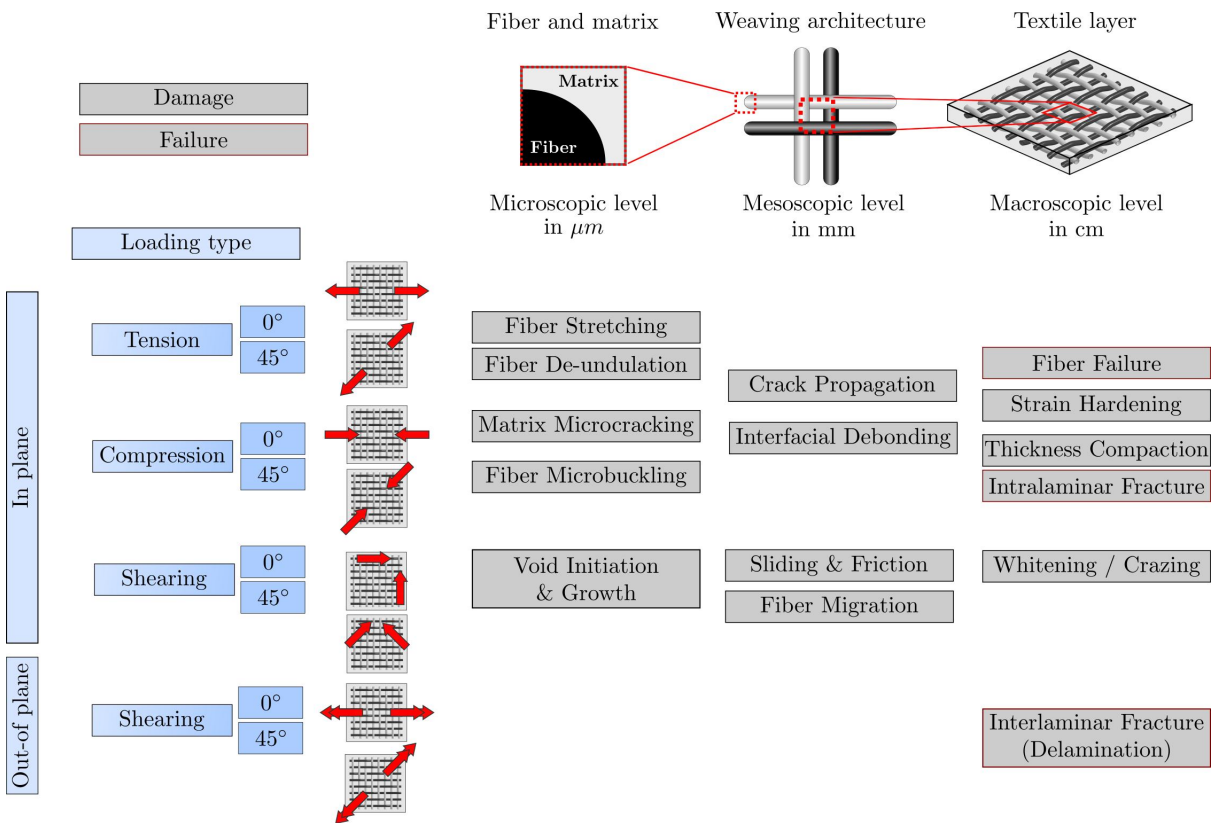 Fiber and matrix
Weaving architecture
Textile layer
Damage
Failure
Matrix
Fiber
Microscopic level
in μm
Mesoscopic level
in mm
Macroscopic level
in cm
Loading type
In plane
Tension
0°
45°
Fiber Stretching
Fiber De-undulation
Crack Propagation
Fiber Failure
Strain Hardening
Compression
0°
45°
Matrix Microcracking
Fiber Microbuckling
Interfacial Debonding
Thickness Compaction
Intralaminar Fracture
Shearing
0°
45°
Void Initiation
& Growth
Sliding & Friction
Fiber Migration
Whitening / Crazing
Out-of plane
Shearing
0°
45°
Interlaminar Fracture
(Delamination)